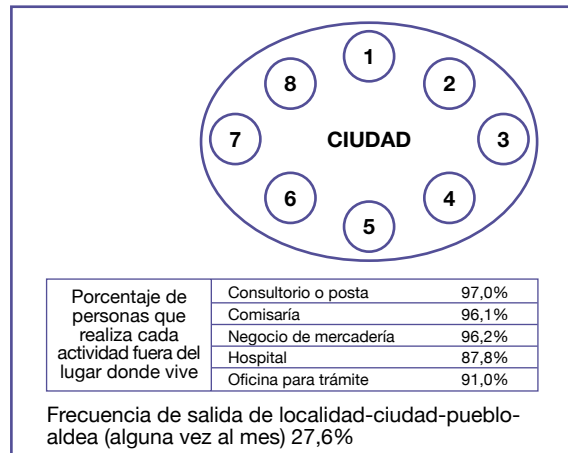 1
8
2
7
CIUDAD
3
6
4
5
Porcentaje de
personas que
realiza cada
actividad fuera del
lugar donde vive
Consultorio o posta 97,0%
Comisaría 96,1%
Negocio de mercadería 96,2%
Hospital 87,8%
Oficina para trámite 91,0%
Frecuencia de salida de localidad-ciudad-pueblo-
aldea (alguna vez al mes) 27,6%